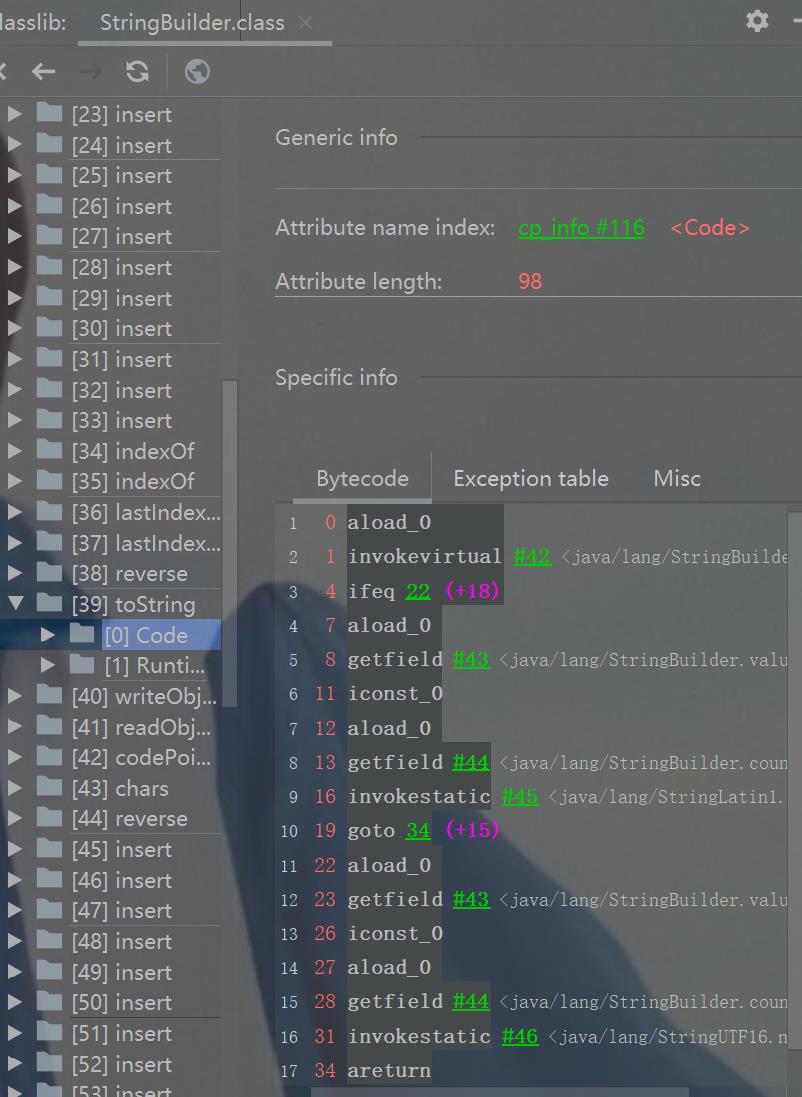 lasslib: StringBuilder.class
[23] insert
[24] insert
[25] insert
[26] insert
[27] insert
[28] insert
[29] insert
[30] insert
[31] insert
[32] insert
[33] insert
[34] indexOf
[35] indexOf
[36] lastIndex...
[37] lastIndex...
[38] reverse
[39] toString
[0] Code
[1] Runti...
[40] writeObj...
[41] readObj...
[42] codePoi...
[43] chars
[44] reverse
[45] insert
[46] insert
[47] insert
[48] insert
[49] insert
[50] insert
[51] insert
[52] insert
[53] insert
Generic info
Attribute name index: cp_info #116 <Code>
Attribute length: 98
Specific info
Bytecode Exception table Misc
1 0 aload_0
2 1 invokevirtual #42 <java/lang/StringBuilde
3 4 ifeq 22 (+18)
4 7 aload_0
5 8 getfield #43 <java/lang/StringBuilder.valu
6 11 iconst_0
7 12 aload_0
8 13 getfield #44 <java/lang/StringBuilder.coun
9 16 invokestatic #45 <java/lang/StringLatin1.
10 19 goto 34 (+15)
11 22 aload_0
12 23 getfield #43 <java/lang/StringBuilder.valu
13 26 iconst_0
14 27 aload_0
15 28 getfield #44 <java/lang/StringBuilder.coun
16 31 invokestatic #46 <java/lang/StringUTF16.n
17 34 areturn